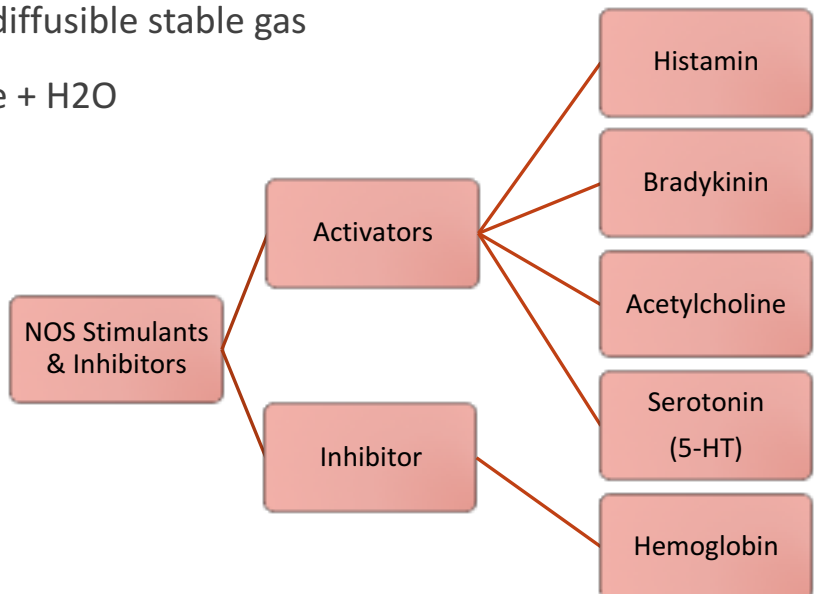 diffusible stable gas
e + H2O
NOS Stimulants
& Inhibitors
Activators
Histamin
Bradykinin
Acetylcholine
Serotonin
(5-HT)
Inhibitor
Hemoglobin